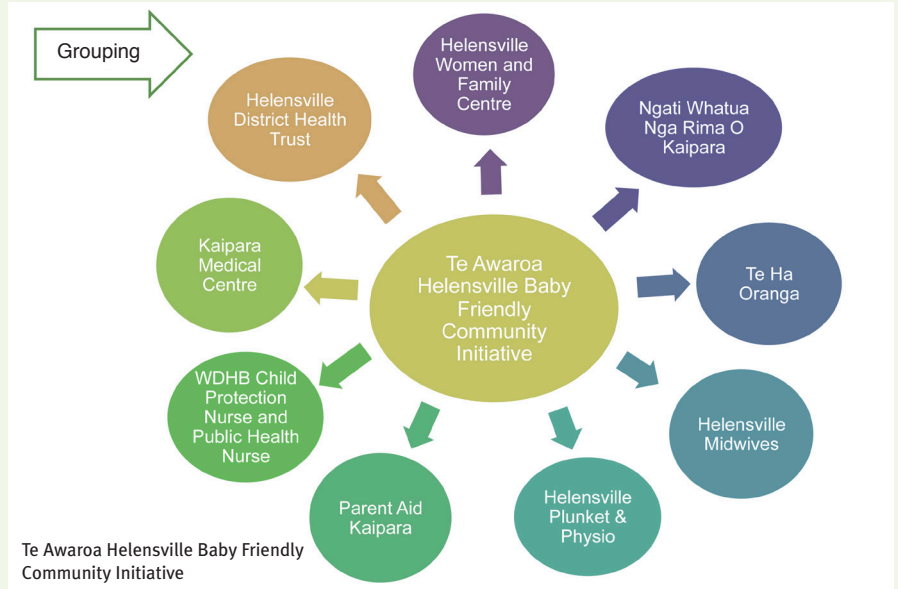 Grouping
Helensville
Women and
Family
Centre
Ngati Whatua
Nga Rima O
Kaipara
Te Ha
Oranga
Helensville
Midwives
Helensville
Plunket &
Physio
Parent Aid
Kaipara
WDHB Child
Protection
Nurse and
Public Health
Nurse
Kaipara
Medical
Centre
Helensville
District Health
Trust
Te Awaroa
Helensville Baby
Friendly
Community
Initiative
Te Awaroa Helensville Baby Friendly
Community Initiative